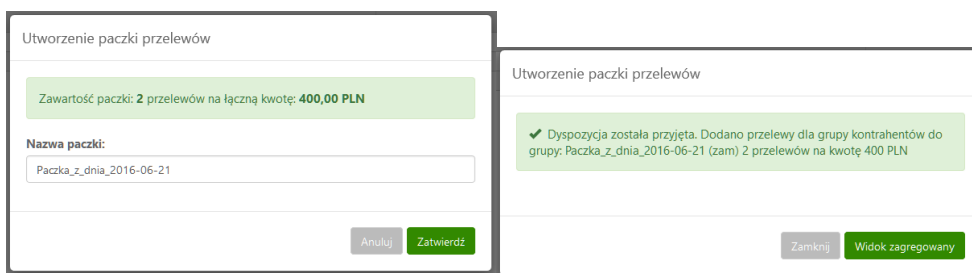 Utworzenie paczki przelewów
Zawartość paczki: 2 przelewów na łączną kwotę: 400,00 PLN
Nazwa paczki:
Paczka_z_dnia_2016-06-21
Anuluj
Zatwierdź
Utworzenie paczki przelewów
✔ Dyspozycja została przyjęta. Dodano przelewy dla grupy kontrahentów do
grupy: Paczka_z_dnia_2016-06-21 (zam) 2 przelewów na kwotę 400 PLN
Zamknij
Widok zagregowany